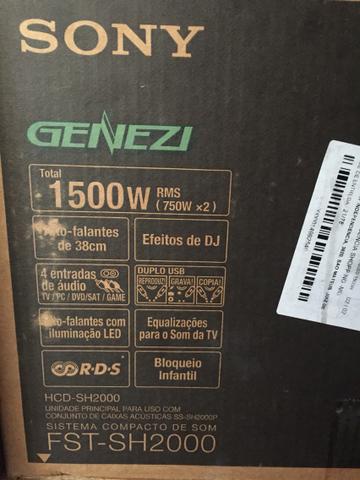 SONY
GENEZI
Total
1500W RMS
(750W ×2)
Alto-falantes
de 38cm
Efeitos de DJ
4 entradas
de áudio
TV / PC / DVD/SAT / GAME
DUPLO USB
REPRODUZ! GRAVA! COPIA!
Alto-falantes com
iluminação LED
Equalizações
para o Som da TV
R·D·S
Bloqueio
Infantil
HCD-SH2000
UNIDADE PRINCIPAL PARA USO COM
CONJUNTO DE CAIXAS ACÚSTICAS SS-SH2000P
SISTEMA COMPACTO DE SOM
FST-SH2000